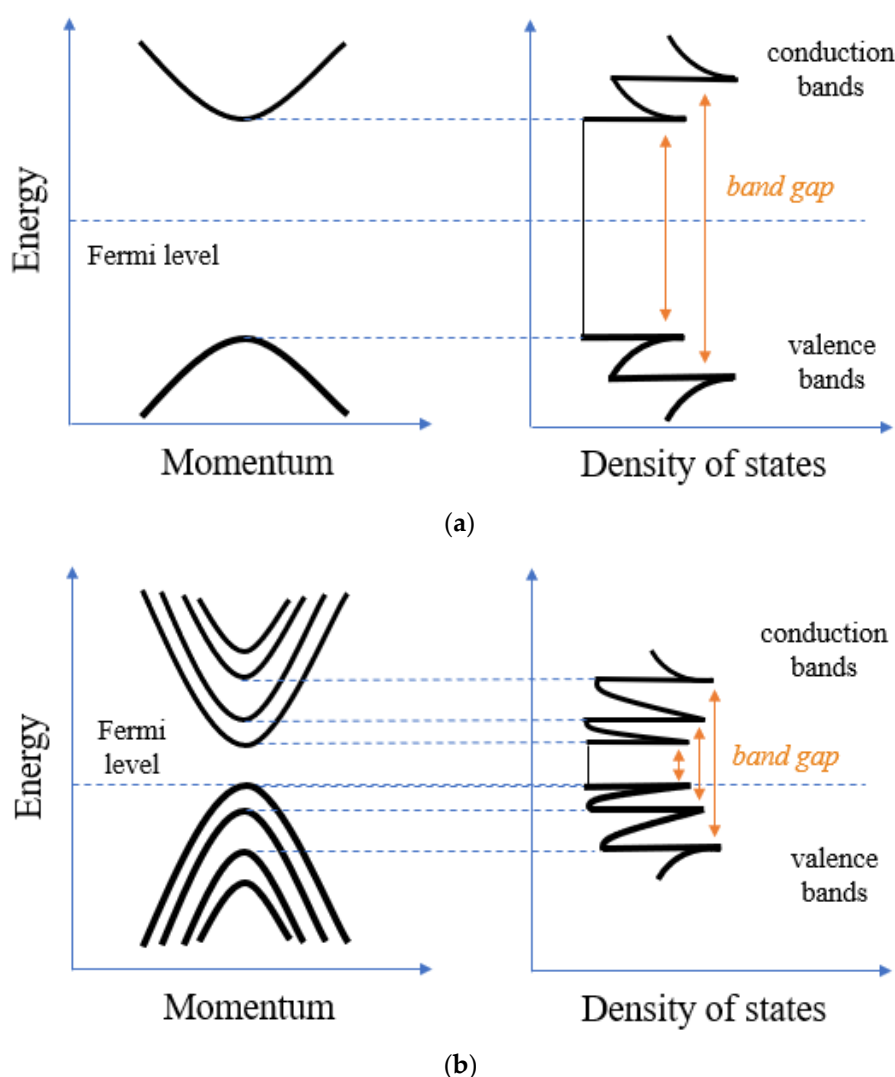 Energy
Fermi level
Momentum
conduction
bands
band gap
valence
bands
Density of states
(a)
Energy
Fermi
level
Momentum
conduction
bands
band gap
valence
bands
Density of states
(b)